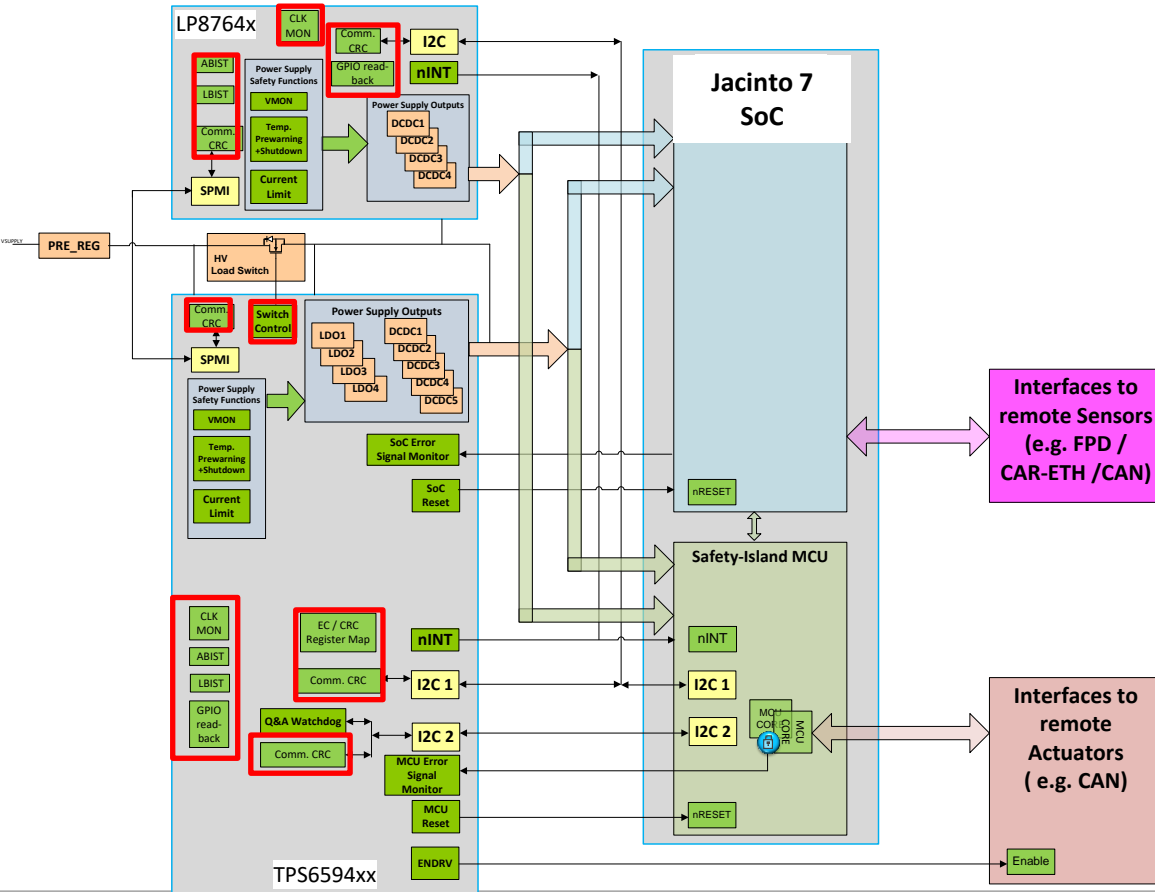 LP8764x
CLK
MON
Comm.
CRC
I2C
GPIO read-
back
nINT
ABIST
LBIST
Comm.
CRC
SPMI
Power Supply
Safety Functions
VMON
Temp.
Prewarning
+Shutdown
Current
Limit
Power Supply Outputs
DCDC1
DCDC2
DCDC3
DCDC4
Jacinto 7
SoC
VSUPPLY
PRE_REG
HV
Load Switch
Comm.
CRC
Switch
Control
SPMI
Power Supply Outputs
LDO1
LDO2
LDO3
LDO4
DCDC1
DCDC2
DCDC3
DCDC4
DCDC5
Power Supply
Safety Functions
VMON
Temp.
Prewarning
+Shutdown
Current
Limit
SoC Error
Signal Monitor
SoC
Reset
nRESET
Interfaces to
remote Sensors
(e.g. FPD /
CAR-ETH /CAN)
Safety-Island MCU
CLK
MON
ABIST
LBIST
GPIO
read-
back
EC / CRC
Register Map
Comm. CRC
nINT
I2C 1
Q&A Watchdog
Comm. CRC
I2C 2
MCU Error
Signal
Monitor
MCU
Reset
ENDRV
nINT
I2C 1
I2C 2
MCU
CORE
MCU
CORE
nRESET
Interfaces to
remote
Actuators
( e.g. CAN)
Enable
TPS6594xx